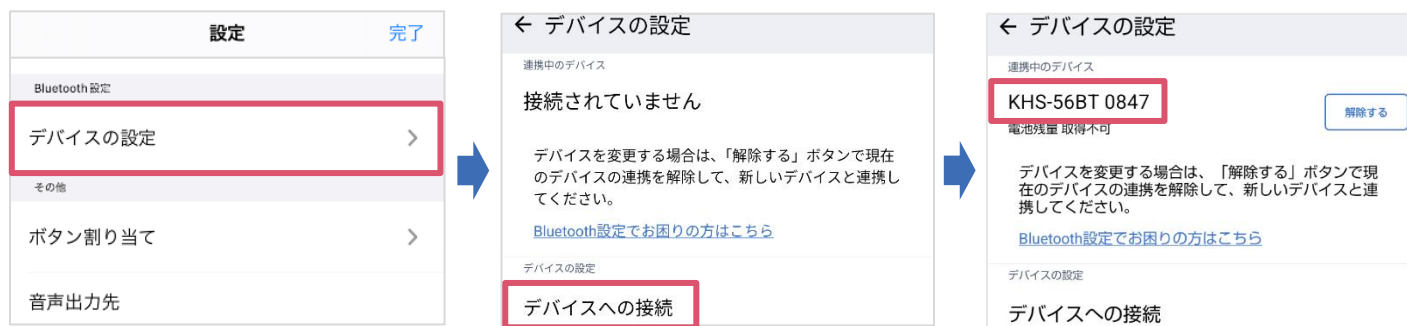 設定
完了
Bluetooth 設定
デバイスの設定
その他
ボタン割り当て
音声出力先
← デバイスの設定
連携中のデバイス
接続されていません
デバイスを変更する場合は、「解除する」ボタンで現在
のデバイスの連携を解除して、新しいデバイスと連携し
てください。
Bluetooth設定でお困りの方はこちら
デバイスの設定
デバイスへの接続
← デバイスの設定
連携中のデバイス
KHS-56BT 0847
解除する
電池残量 取得不可
デバイスを変更する場合は、「解除する」ボタンで現
在のデバイスの連携を解除して、新しいデバイスと連
携してください。
Bluetooth設定でお困りの方はこちら
デバイスの設定
デバイスへの接続